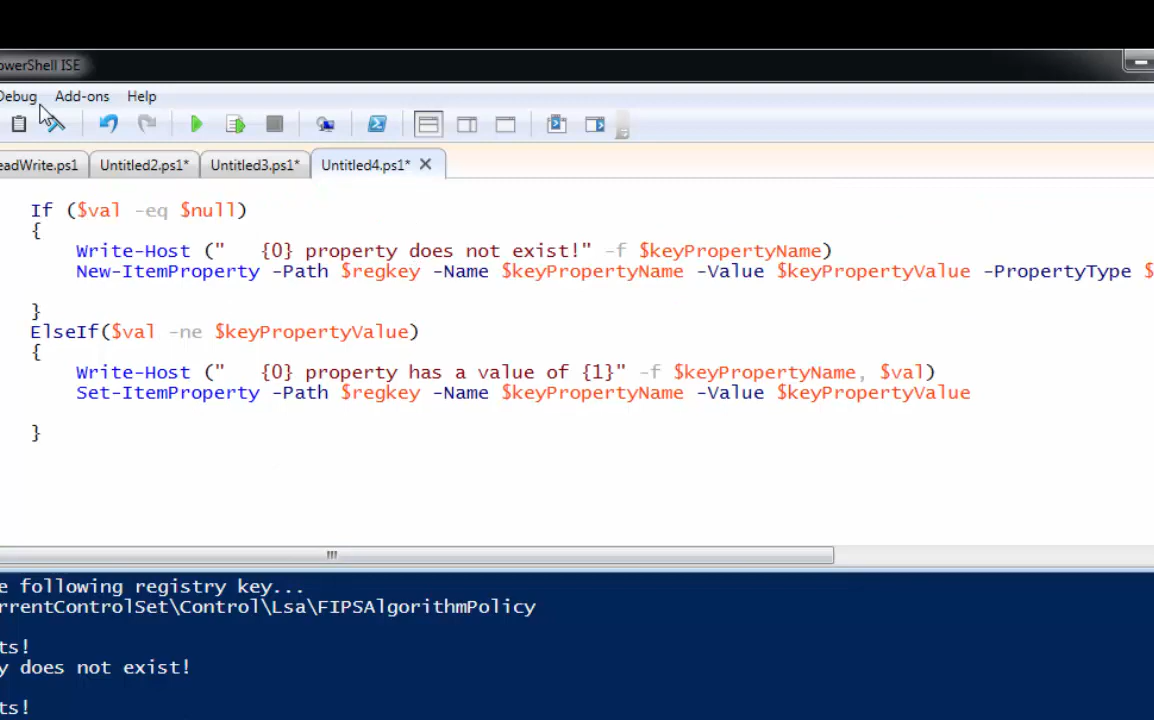 owerShell ISE
Debug Add-ons Help
eadWrite.ps1 Untitled2.ps1* Untitled3.ps1* Untitled4.ps1* ✕
If ($val -eq $null)
{
Write-Host ("   {0} property does not exist!" -f $keyPropertyName)
New-ItemProperty -Path $regkey -Name $keyPropertyName -Value $keyPropertyValue -PropertyType $
}
ElseIf($val -ne $keyPropertyValue)
{
Write-Host ("   {0} property has a value of {1}" -f $keyPropertyName, $val)
Set-ItemProperty -Path $regkey -Name $keyPropertyName -Value $keyPropertyValue
}
e following registry key...
rrentControlSet\Control\Lsa\FIPSAlgorithmPolicy
ts!
y does not exist!
ts!